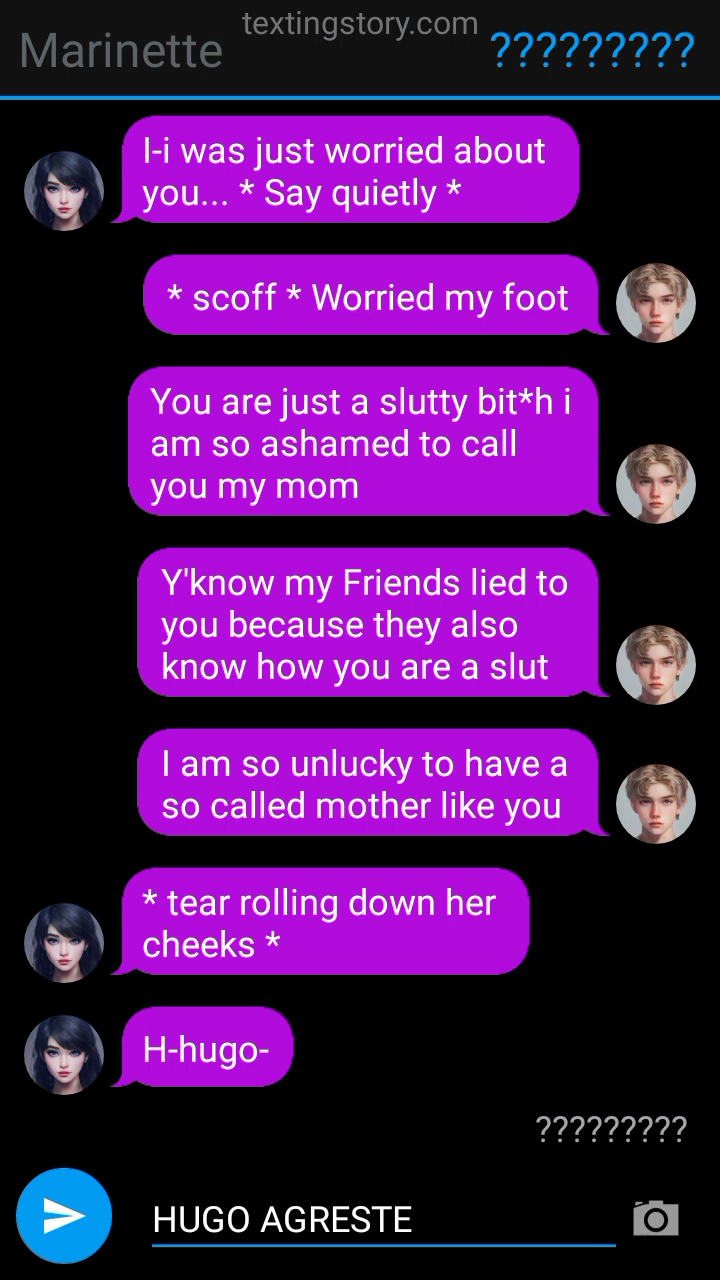 textingstory.com
Marinette
?????????
I-i was just worried about
you... * Say quietly *
* scoff * Worried my foot
You are just a slutty bit*h i
am so ashamed to call
you my mom
Y'know my Friends lied to
you because they also
know how you are a slut
I am so unlucky to have a
so called mother like you
* tear rolling down her
cheeks *
H-hugo-
?????????
HUGO AGRESTE